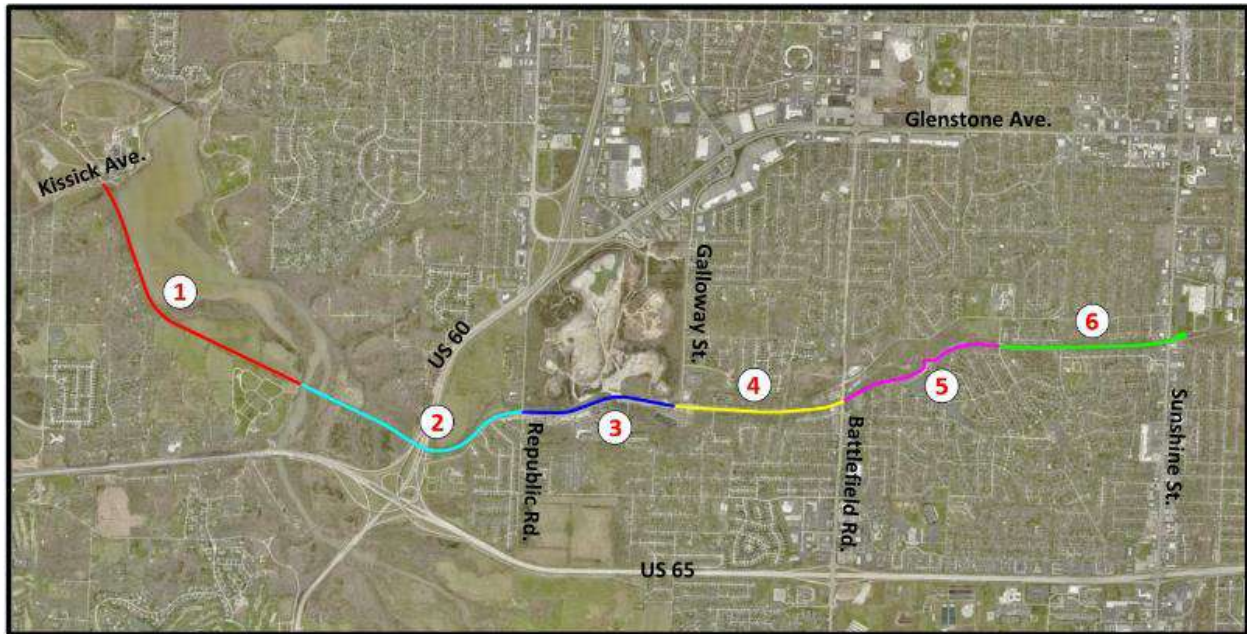 Glenstone Ave.
Kissick Ave.
1
US 60
Galloway St.
6
4
5
2
3
Republic Rd.
Battlefield Rd.
Sunshine St.
US 65